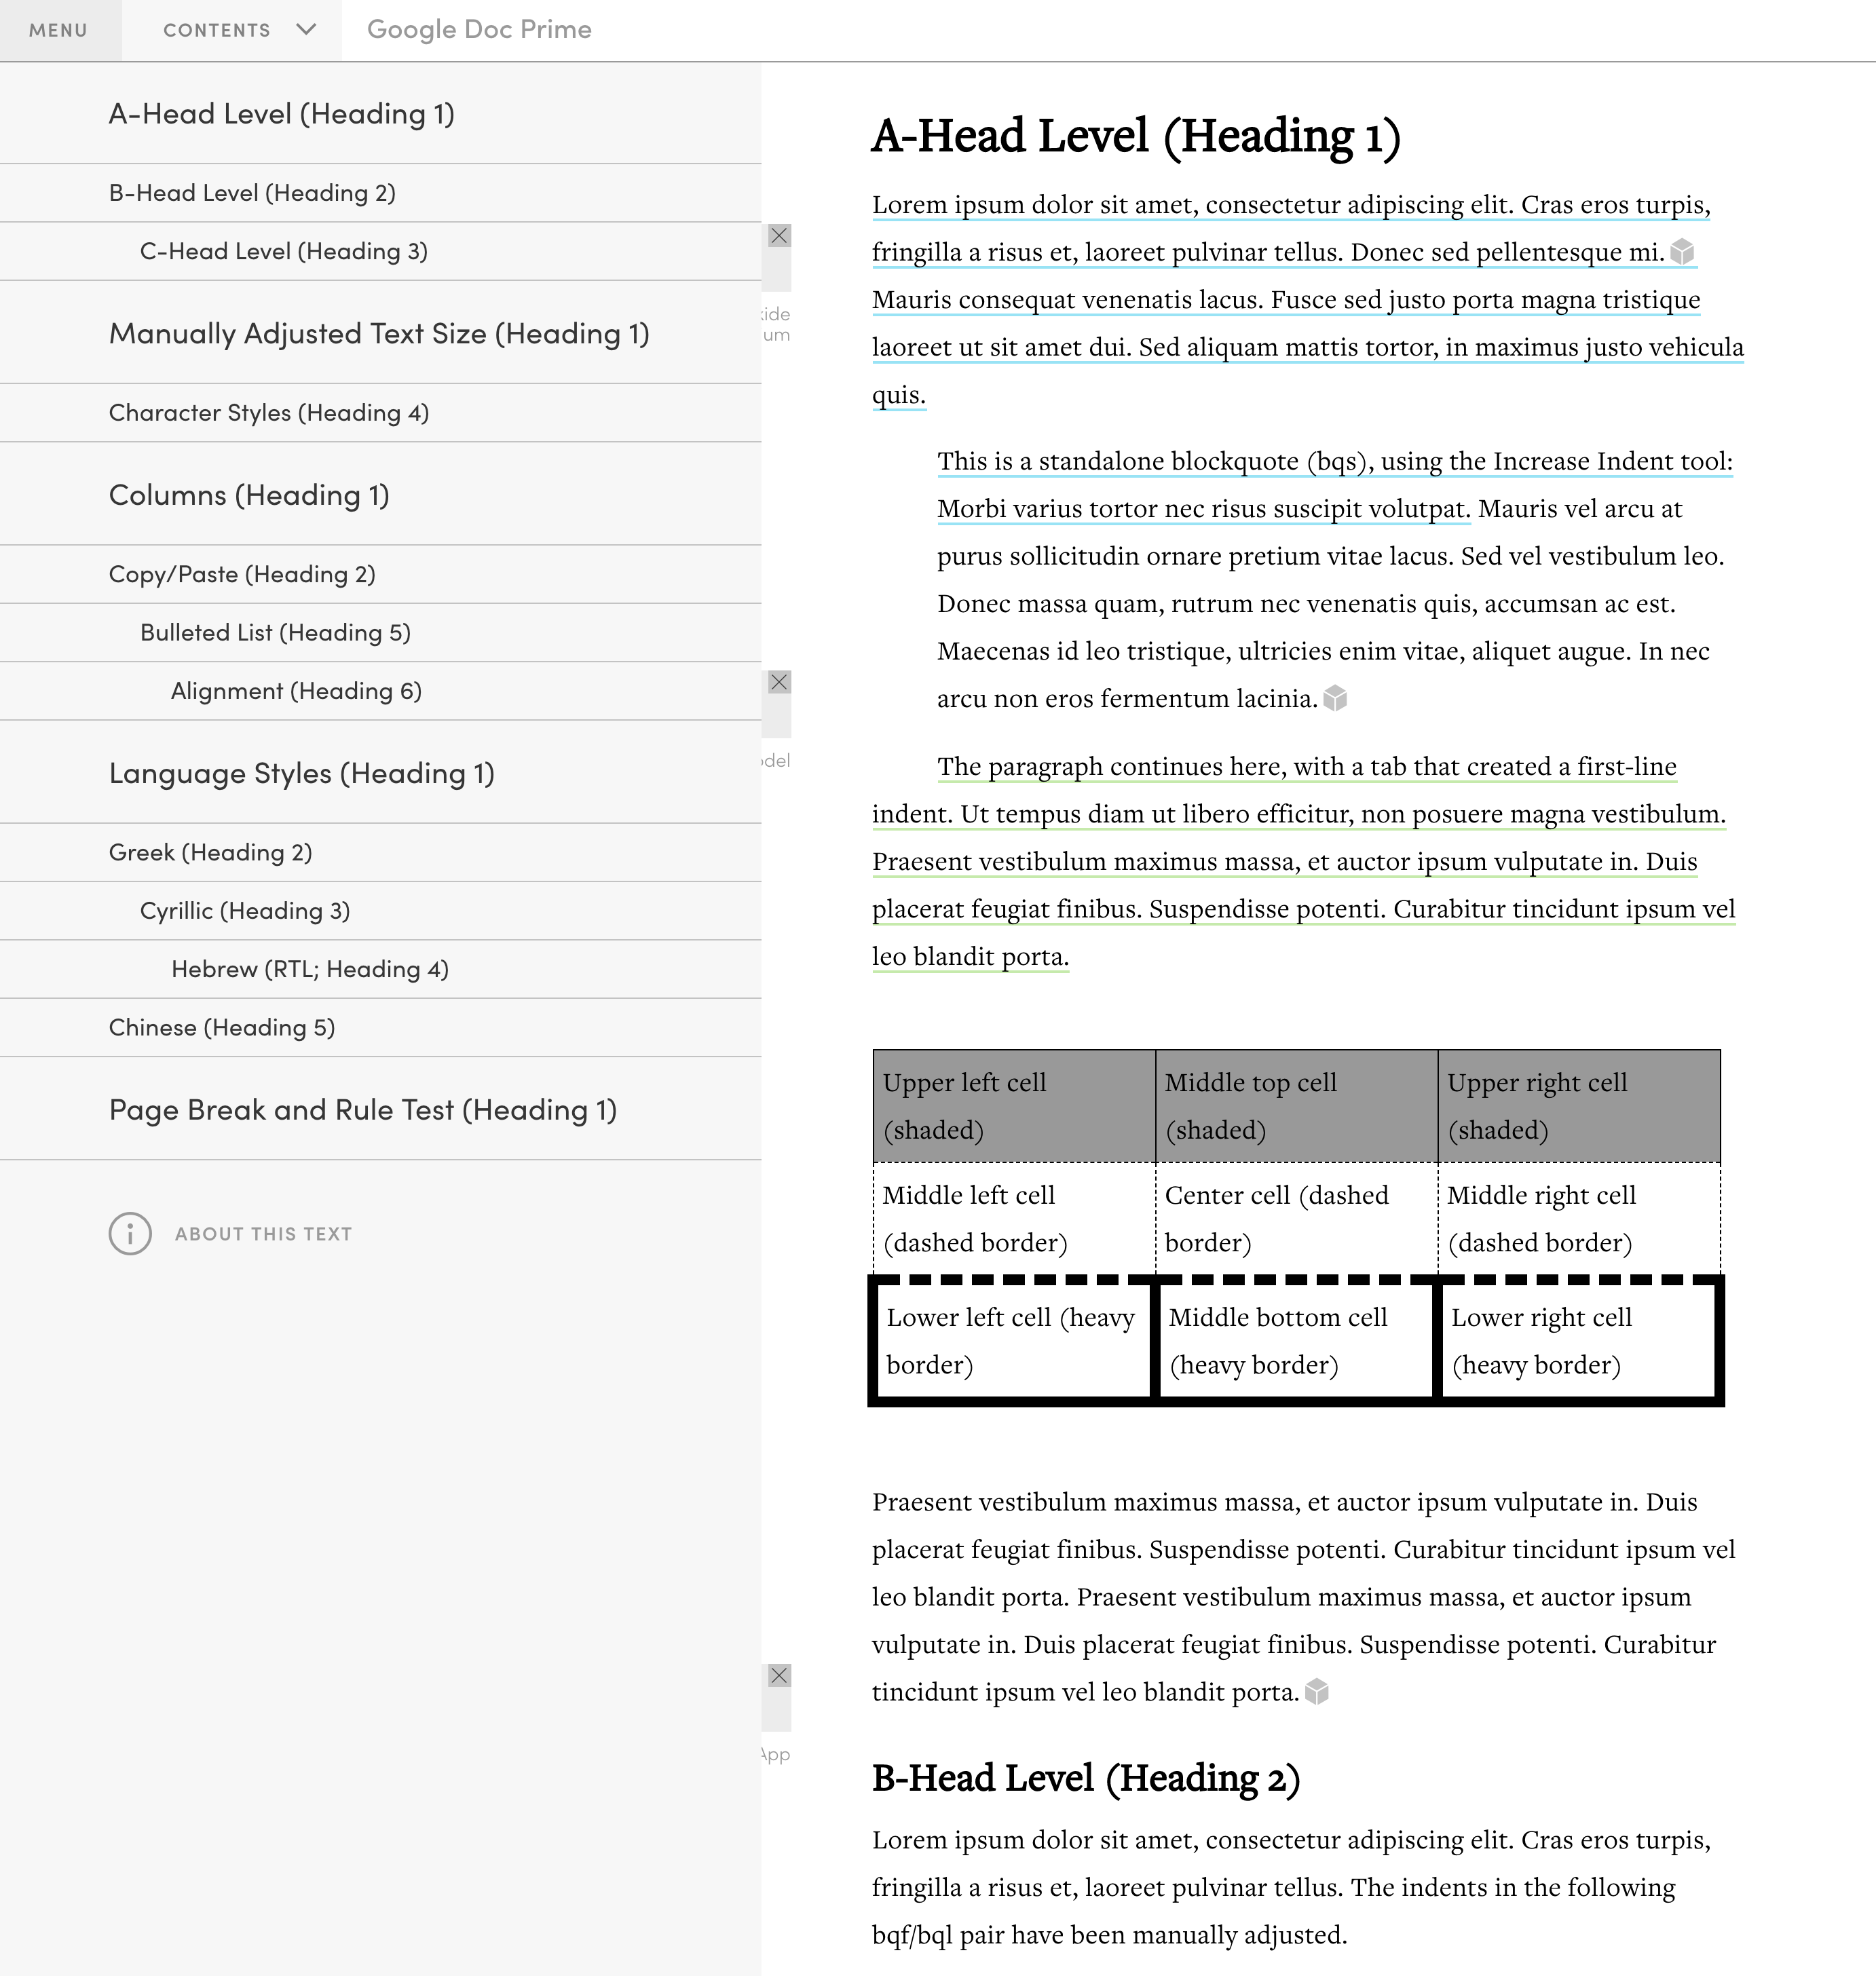 MENU
CONTENTS
Google Doc Prime
A-Head Level (Heading 1)
B-Head Level (Heading 2)
C-Head Level (Heading 3)
Manually Adjusted Text Size (Heading 1)
Character Styles (Heading 4)
Columns (Heading 1)
Copy/Paste (Heading 2)
Bulleted List (Heading 5)
Alignment (Heading 6)
Language Styles (Heading 1)
Greek (Heading 2)
Cyrillic (Heading 3)
Hebrew (RTL; Heading 4)
Chinese (Heading 5)
Page Break and Rule Test (Heading 1)
ABOUT THIS TEXT
App
A-Head Level (Heading 1)
Lorem ipsum dolor sit amet, consectetur adipiscing elit. Cras eros turpis,
fringilla a risus et, laoreet pulvinar tellus. Donec sed pellentesque mi.
Mauris consequat venenatis lacus. Fusce sed justo porta magna tristique
laoreet ut sit amet dui. Sed aliquam mattis tortor, in maximus justo vehicula
quis.
This is a standalone blockquote (bqs), using the Increase Indent tool:
Morbi varius tortor nec risus suscipit volutpat. Mauris vel arcu at
purus sollicitudin ornare pretium vitae lacus. Sed vel vestibulum leo.
Donec massa quam, rutrum nec venenatis quis, accumsan ac est.
Maecenas id leo tristique, ultricies enim vitae, aliquet augue. In nec
arcu non eros fermentum lacinia.
The paragraph continues here, with a tab that created a first-line
indent. Ut tempus diam ut libero efficitur, non posuere magna vestibulum.
Praesent vestibulum maximus massa, et auctor ipsum vulputate in. Duis
placerat feugiat finibus. Suspendisse potenti. Curabitur tincidunt ipsum vel
leo blandit porta.
Upper left cell
(shaded)
Middle top cell
(shaded)
Upper right cell
(shaded)
Middle left cell
(dashed border)
Center cell (dashed
border)
Middle right cell
(dashed border)
Lower left cell (heavy
border)
Middle bottom cell
(heavy border)
Lower right cell
(heavy border)
Praesent vestibulum maximus massa, et auctor ipsum vulputate in. Duis
placerat feugiat finibus. Suspendisse potenti. Curabitur tincidunt ipsum vel
leo blandit porta. Praesent vestibulum maximus massa, et auctor ipsum
vulputate in. Duis placerat feugiat finibus. Suspendisse potenti. Curabitur
tincidunt ipsum vel leo blandit porta.
B-Head Level (Heading 2)
Lorem ipsum dolor sit amet, consectetur adipiscing elit. Cras eros turpis,
fringilla a risus et, laoreet pulvinar tellus. The indents in the following
bqf/bql pair have been manually adjusted.